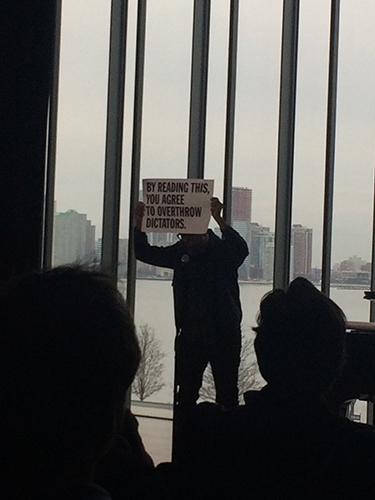 BY READING THIS,
YOU AGREE
TO OVERTHROW
DICTATORS.